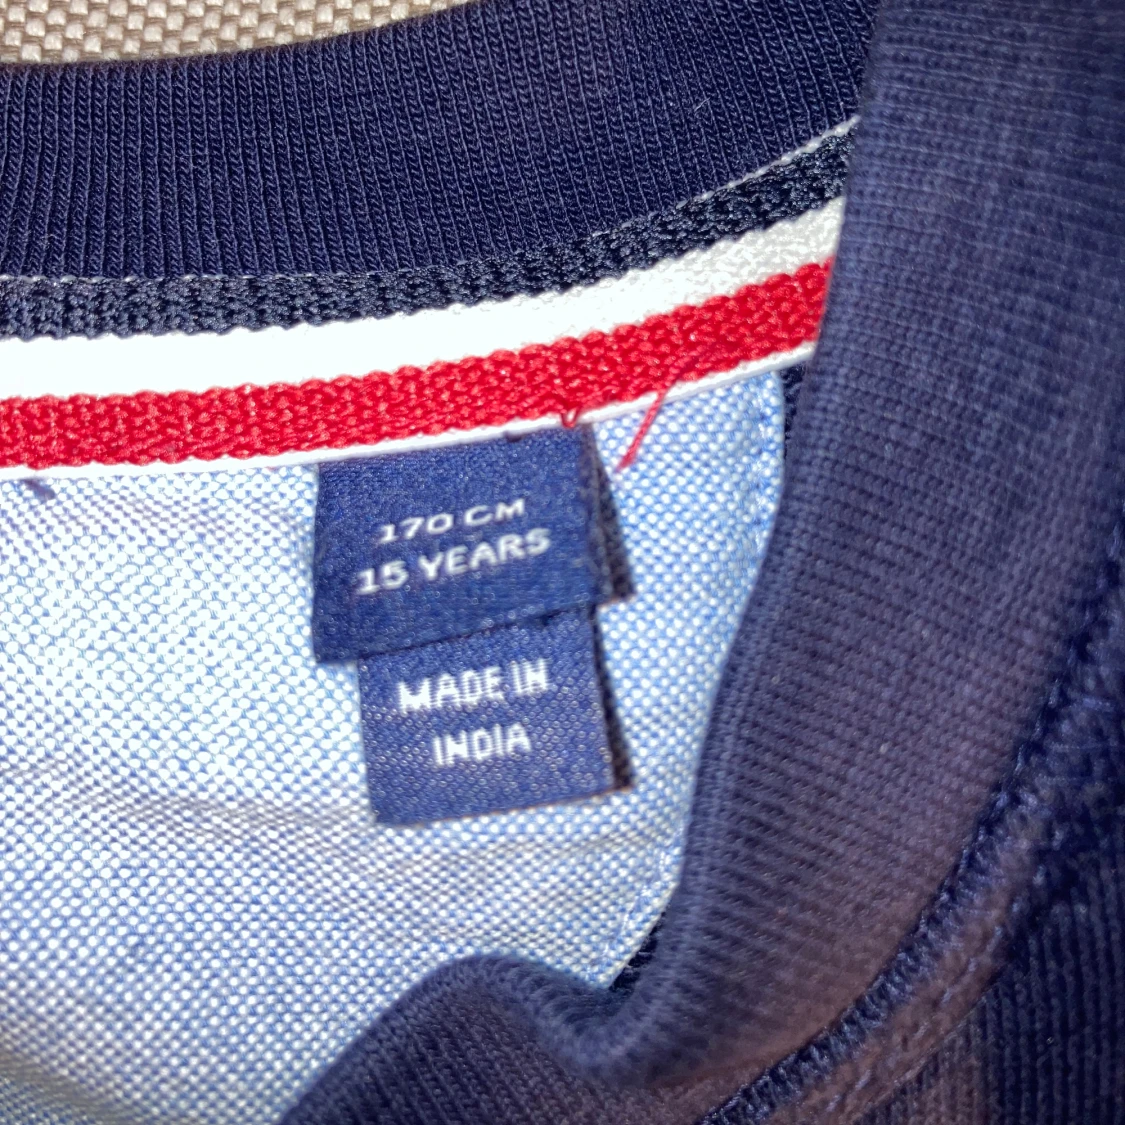 170 CM
15 YEARS
MADE IN
INDIA